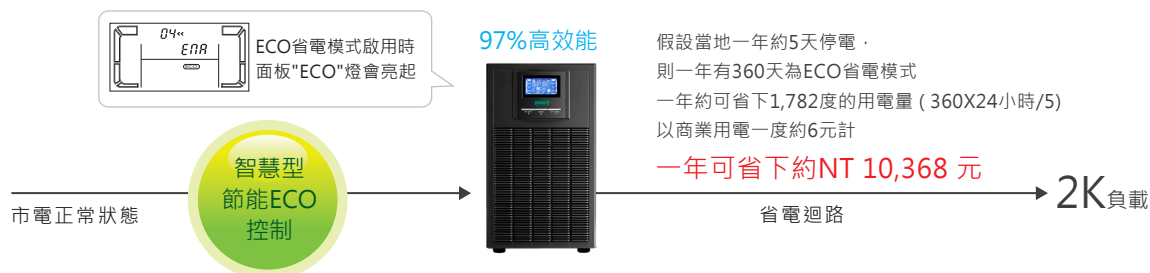 04«
ENA
ECO省電模式啟用時
面板"ECO"燈會亮起
97%高效能
假設當地一年約5天停電，
則一年有360天為ECO省電模式
一年約可省下1,782度的用電量 ( 360X24小時/5)
以商業用電一度約6元計
一年可省下約NT 10,368 元
智慧型
節能ECO
控制
市電正常狀態
省電迴路
2K負載